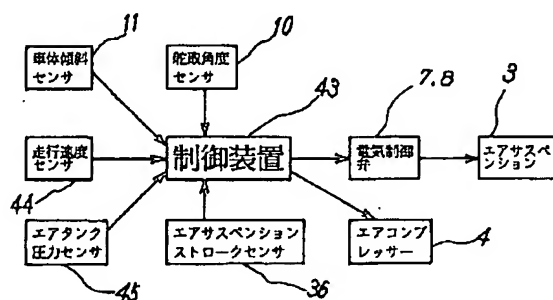 11
10
43
7.8
3
車体傾斜
センサ
舵取角度
センサ
走行速度
センサ
44
制御装置
電気制御
弁
エアサスペ
ンション
エアタンク
圧力センサ
45
エアサスペンション
ストロークセンサ
36
エアコンプ
レッサー
4